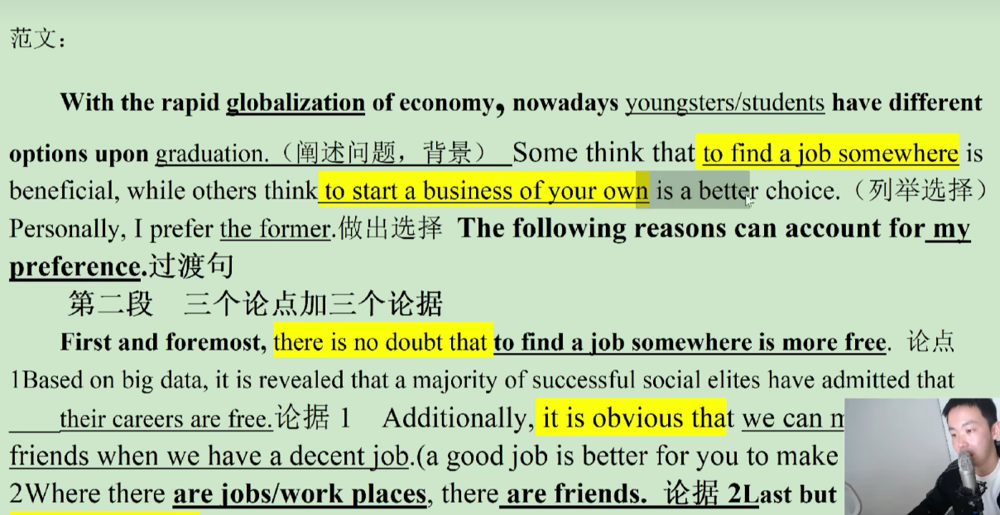 范文：
With the rapid globalization of economy, nowadays youngsters/students have different
options upon graduation.（阐述问题，背景） Some think that to find a job somewhere is
beneficial, while others think to start a business of your own is a better choice.（列举选择）
Personally, I prefer the former.做出选择 The following reasons can account for my
preference.过渡句
第二段 三个论点加三个论据
First and foremost, there is no doubt that to find a job somewhere is more free. 论点
1Based on big data, it is revealed that a majority of successful social elites have admitted that
____their careers are free.论据 1 Additionally, it is obvious that we can
friends when we have a decent job.(a good job is better for you to make
2Where there are jobs/work places, there are friends. 论据 2Last but